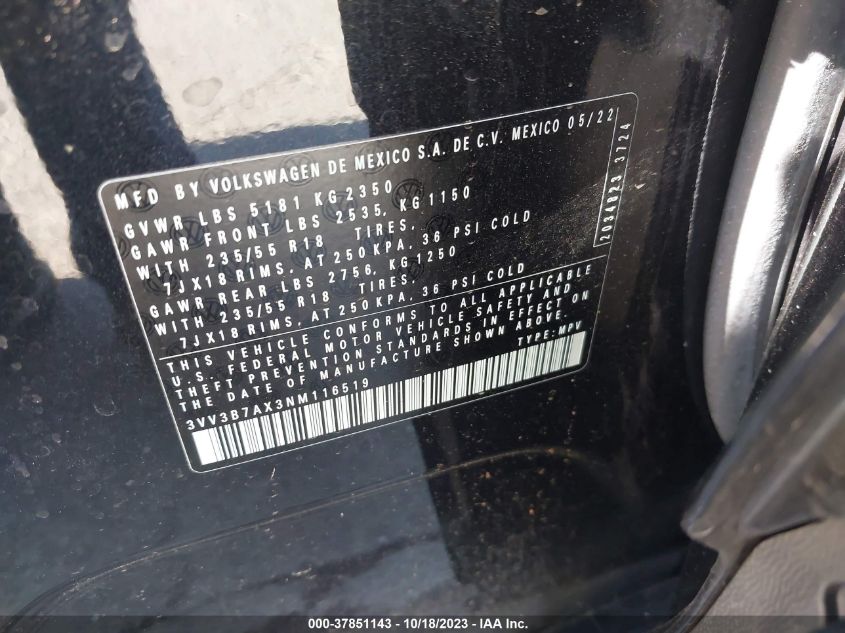 MFD BY VOLKSWAGEN DE MEXICO S.A. DE C.V. MEXICO 05/22
GVWR LBS 5181 KG 2350
GAWR FRONT LBS 2535, KG 1150
WITH 235/55 R18 TIRES,
7JX18 RIMS, AT 250 KPA, 36 PSI COLD
GAWR REAR LBS 2756, KG 1250
WITH 235/55 R18 TIRES,
7JX18 RIMS, AT 250 KPA, 36 PSI COLD
THIS VEHICLE CONFORMS TO ALL APPLICABLE
U.S. FEDERAL MOTOR VEHICLE SAFETY AND
THEFT PREVENTION STANDARDS IN EFFECT ON
THE DATE OF MANUFACTURE SHOWN ABOVE.
TYPE: MPV
3VV3B7AX3NM116519
3724
000-37851143 - 10/18/2023 - IAA Inc.